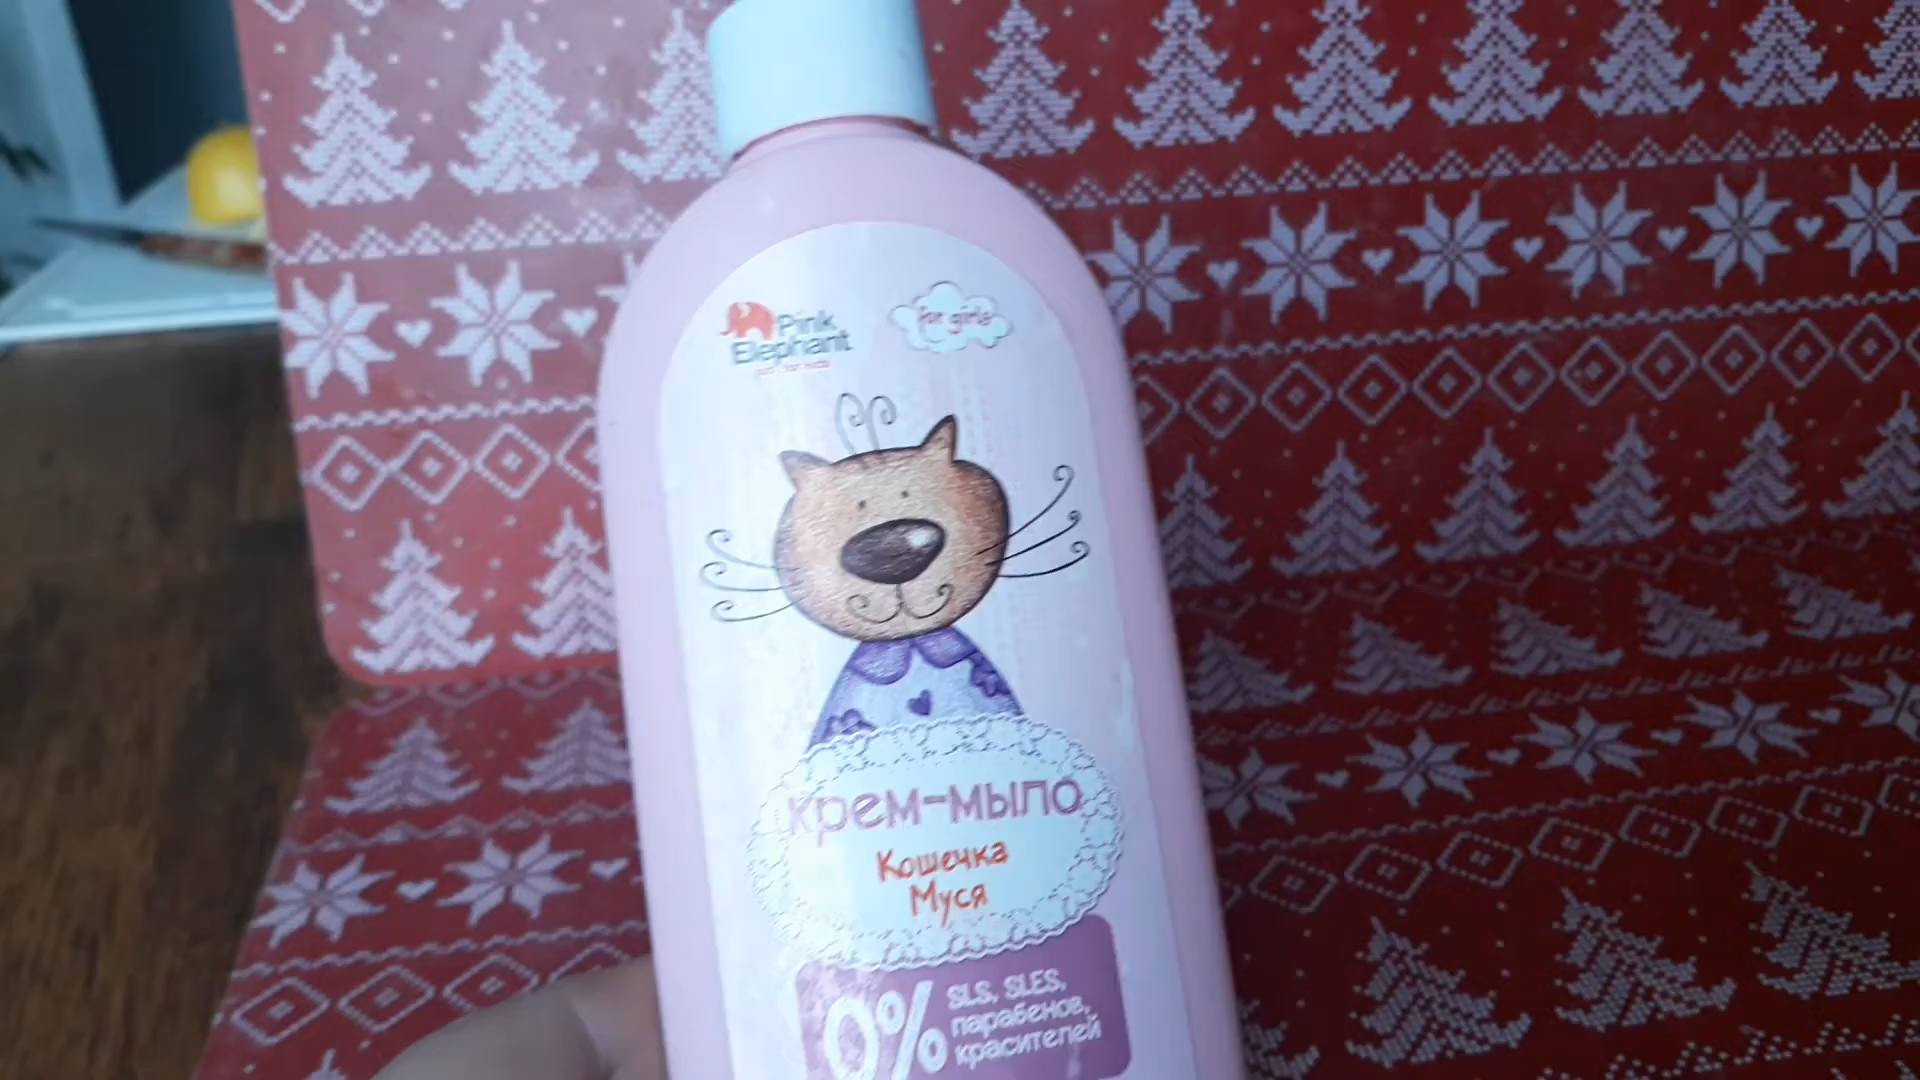 Pink
Elephant
for girls
крем-мыло
Кошечка
Муся
0%
SLS, SLES,
парабенов,
красителей